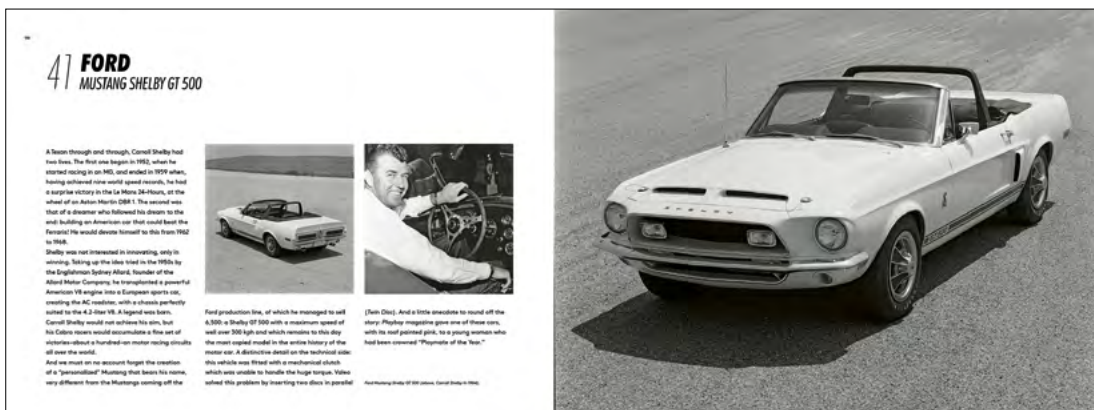 41 FORD
MUSTANG SHELBY GT 500
A Texan through and through, Carroll Shelby had
two lives. The first one began in 1952, when he
started racing in an MG, and ended in 1959 when,
having achieved nine world speed records, he had
a surprise victory in the Le Mans 24-Hours, at the
wheel of an Aston Martin DBR 1. The second was
that of a dreamer who followed his dream to the
end: building an American car that could beat the
Ferraris! He would devote himself to this from 1962
to 1968.
Shelby was not interested in innovating, only in
winning. Taking up the idea tried in the 1950s by
the Englishman Sydney Allard, founder of the
Allard Motor Company, he transplanted a powerful
American V8 engine into a European sports car,
creating the AC roadster, with a chassis perfectly
suited to the 4.2-liter V8. A legend was born.
Carroll Shelby would not achieve his aim, but
his Cobra racers would accumulate a fine set of
victories–about a hundred–on motor racing circuits
all over the world.
And we must on no account forget the creation
of a "personalized" Mustang that bears his name,
very different from the Mustangs coming off the
Ford production line, of which he managed to sell
6,500: a Shelby GT 500 with a maximum speed of
well over 200 kph and which remains to this day
the most copied model in the entire history of the
motor car. A distinctive detail on the technical side:
this vehicle was fitted with a mechanical clutch
which was unable to handle the huge torque. Valeo
solved this problem by inserting two discs in parallel
(Twin Disc). And a little anecdote to round off the
story: Playboy magazine gave one of these cars,
with its roof painted pink, to a young woman who
had been crowned "Playmate of the Year."
Ford Mustang Shelby GT 500 (above, Carroll Shelby in
SHELBY